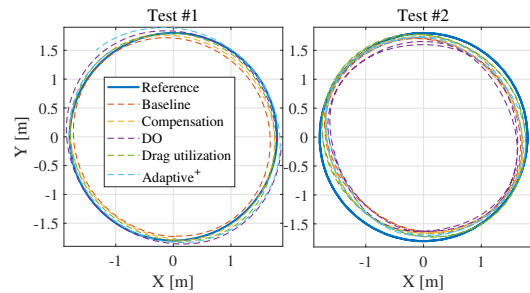 Test #1
Test #2
Y [m]
1.5
1
0.5
0
-0.5
-1
-1.5
Reference
Baseline
Compensation
DO
Drag utilization
Adaptive+
-1 0 1
X [m]
1.5
1
0.5
0
-0.5
-1
-1.5
-1 0 1
X [m]